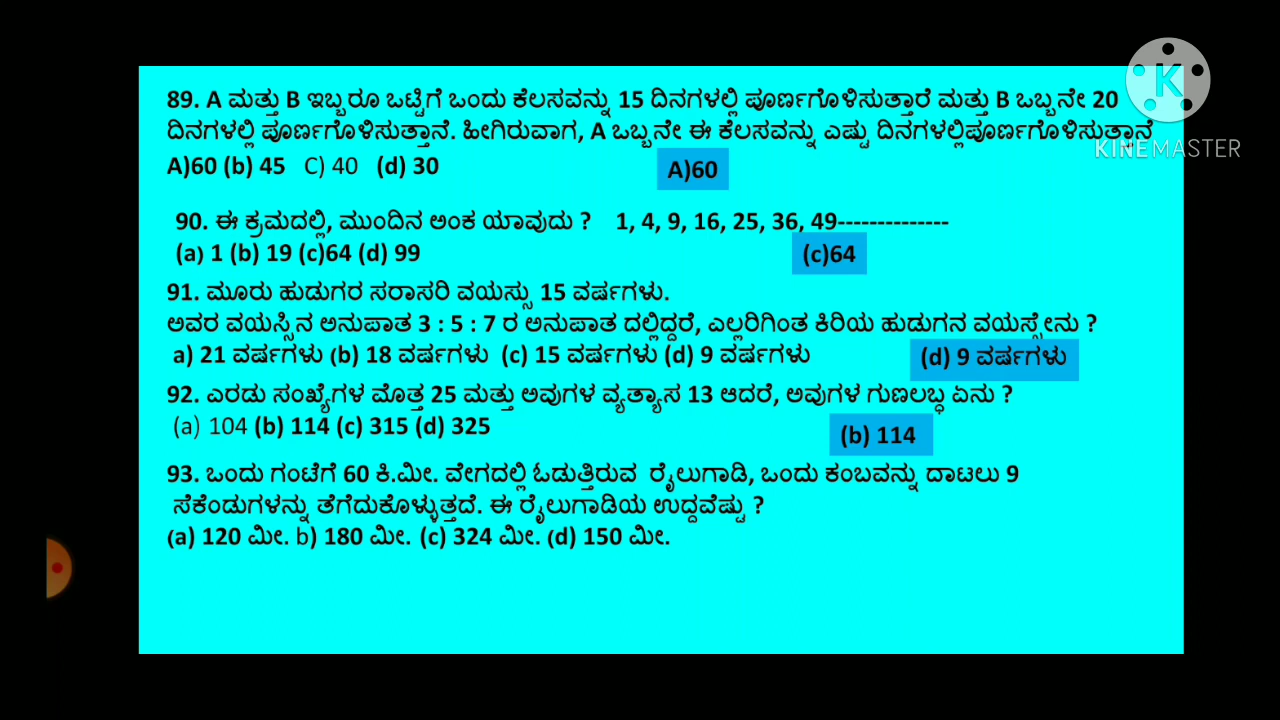 89. A ಮತ್ತು B ಇಬ್ಬರೂ ಒಟ್ಟಿಗೆ ಒಂದು ಕೆಲಸವನ್ನು 15 ದಿನಗಳಲ್ಲಿ ಪೂರ್ಣಗೊಳಿಸುತ್ತಾರೆ ಮತ್ತು B ಒಬ್ಬನೇ 20
ದಿನಗಳಲ್ಲಿ ಪೂರ್ಣಗೊಳಿಸುತ್ತಾನೆ. ಹೀಗಿರುವಾಗ, A ಒಬ್ಬನೇ ಈ ಕೆಲಸವನ್ನು ಎಷ್ಟು ದಿನಗಳಲ್ಲಿಪೂರ್ಣಗೊಳಿಸುತ್ತಾನೆ
KINEMASTER
A)60 (b) 45 C) 40 (d) 30 A)60
90. ಈ ಕ್ರಮದಲ್ಲಿ, ಮುಂದಿನ ಅಂಕ ಯಾವುದು ? 1, 4, 9, 16, 25, 36, 49--------------
(a) 1 (b) 19 (c)64 (d) 99 (c)64
91. ಮೂರು ಹುಡುಗರ ಸರಾಸರಿ ವಯಸ್ಸು 15 ವರ್ಷಗಳು.
ಅವರ ವಯಸ್ಸಿನ ಅನುಪಾತ 3 : 5 : 7 ರ ಅನುಪಾತ ದಲ್ಲಿದ್ದರೆ, ಎಲ್ಲರಿಗಿಂತ ಕಿರಿಯ ಹುಡುಗನ ವಯಸ್ಸೇನು ?
a) 21 ವರ್ಷಗಳು (b) 18 ವರ್ಷಗಳು (c) 15 ವರ್ಷಗಳು (d) 9 ವರ್ಷಗಳು (d) 9 ವರ್ಷಗಳು
92. ಎರಡು ಸಂಖ್ಯೆಗಳ ಮೊತ್ತ 25 ಮತ್ತು ಅವುಗಳ ವ್ಯತ್ಯಾಸ 13 ಆದರೆ, ಅವುಗಳ ಗುಣಲಬ್ಧ ಏನು ?
(a) 104 (b) 114 (c) 315 (d) 325 (b) 114
93. ಒಂದು ಗಂಟೆಗೆ 60 ಕಿ.ಮೀ. ವೇಗದಲ್ಲಿ ಓಡುತ್ತಿರುವ ರೈಲುಗಾಡಿ, ಒಂದು ಕಂಬವನ್ನು ದಾಟಲು 9
ಸೆಕೆಂಡುಗಳನ್ನು ತೆಗೆದುಕೊಳ್ಳುತ್ತದೆ. ಈ ರೈಲುಗಾಡಿಯ ಉದ್ದವೆಷ್ಟು ?
(a) 120 ಮೀ. b) 180 ಮೀ. (c) 324 ಮೀ. (d) 150 ಮೀ.